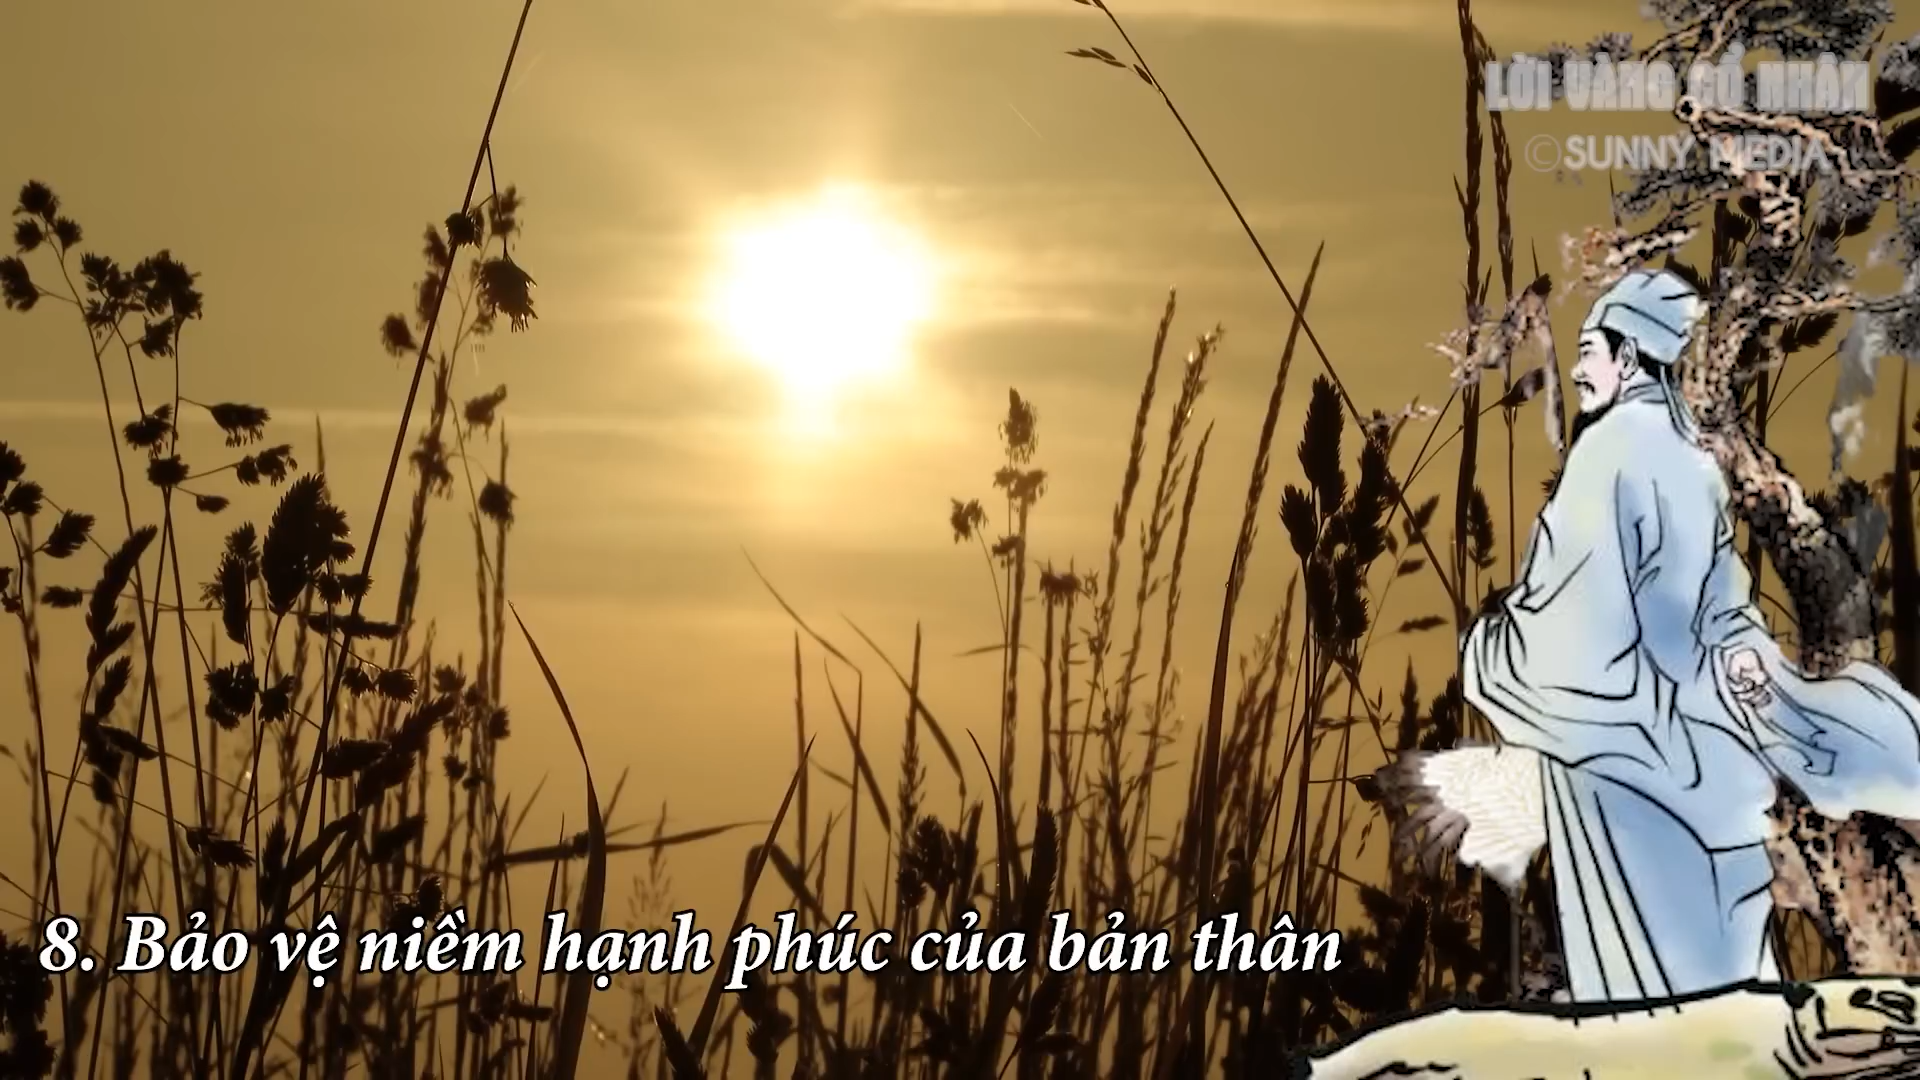 LỜI VÀNG CỔ NHÂN
©SUNNY MEDIA
8. Bảo vệ niềm hạnh phúc của bản thân